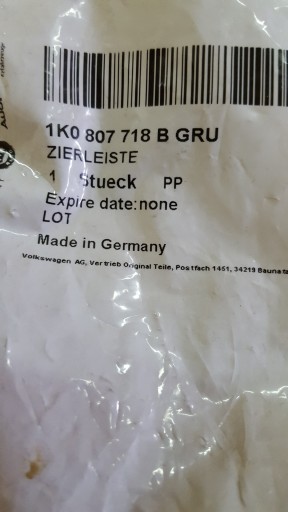 1K0 807 718 B GRU
ZIERLEISTE
1 Stueck PP
Expire date:none
LOT
Made in Germany
Volkswagen AG, Vertrieb Original Teile, Postfach 1451, 34219